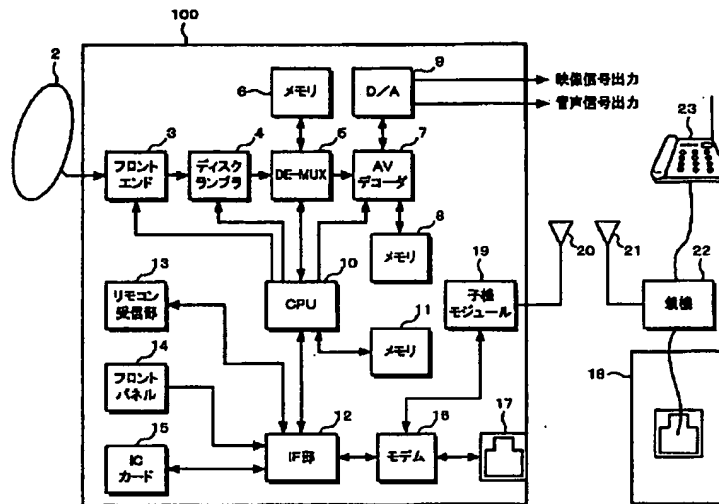 100
2
6
メモリ
D/A
9
映像信号出力
音声信号出力
23
3
4
5
7
フロント
エンド
ディスク
ランブラ
DE-MUX
AV
デコーダ
8
メモリ
20
21
22
13
10
19
リモコン
受信部
CPU
子機
モジュール
親機
14
11
メモリ
フロント
パネル
18
15
12
16
17
IC
カード
IF部
モデム